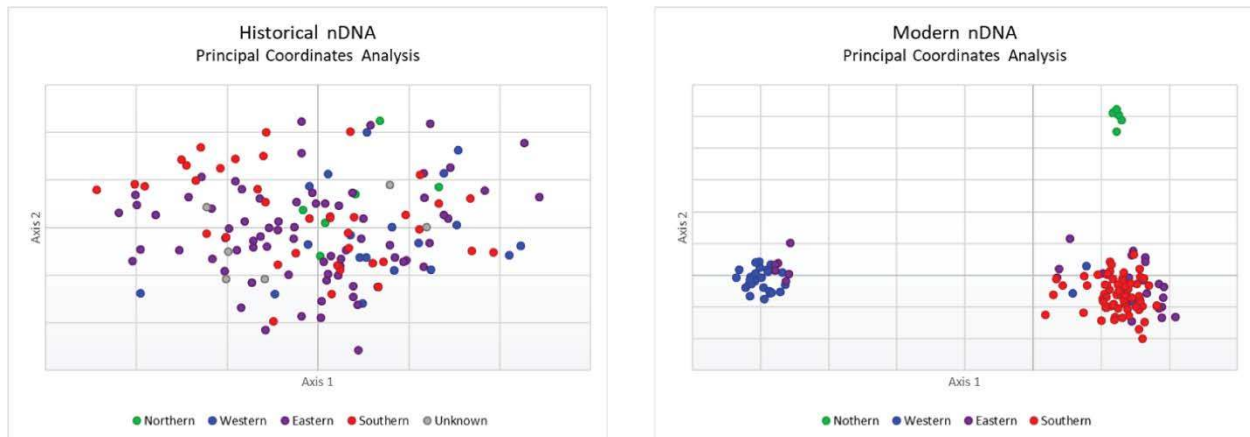 Historical nDNA
Principal Coordinates Analysis
Axis 2
Axis 1
Northern Western Eastern Southern Unknown
Modern nDNA
Principal Coordinates Analysis
Axis 2
Axis 1
Nothern Western Eastern Southern